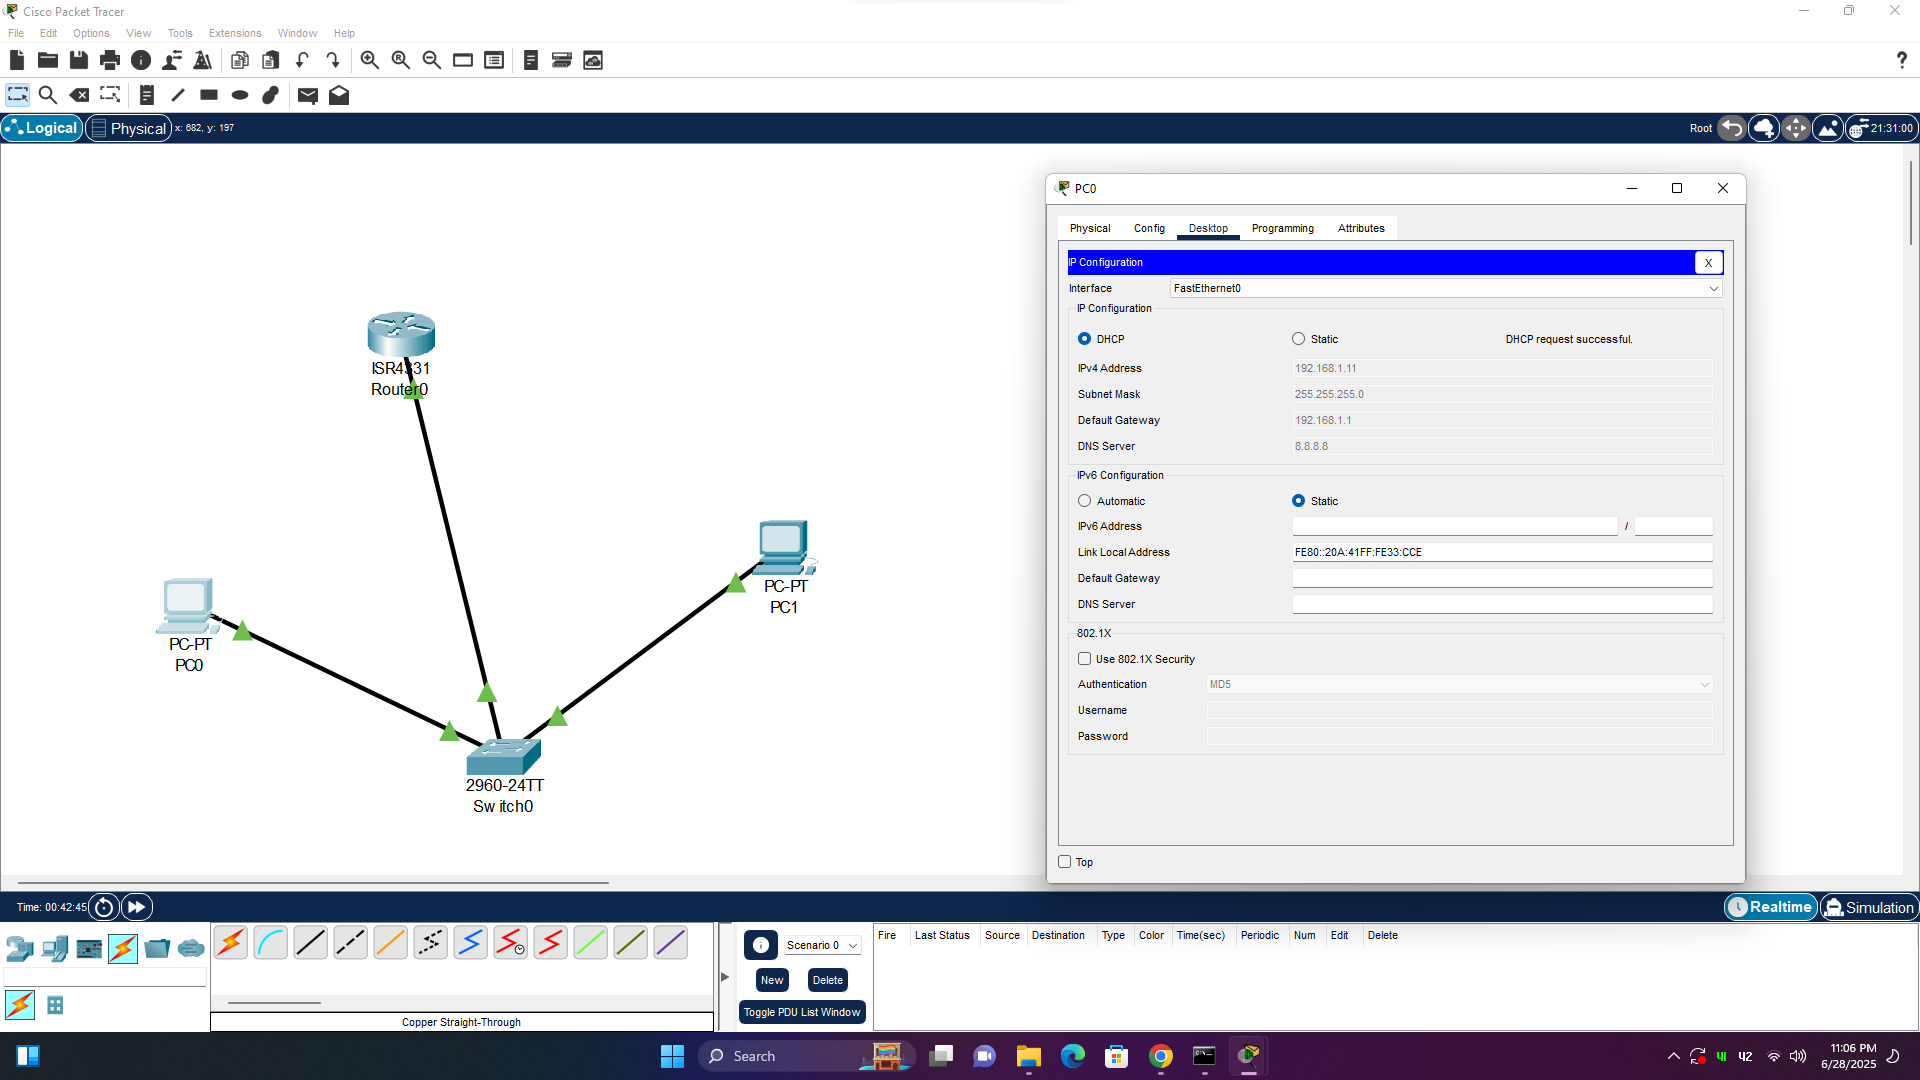 Cisco Packet Tracer
File Edit Options View Tools Extensions Window Help
?
Logical Physical x: 682, y: 197 Root 21:31:00
ISR4331
Router0
PC-PT
PC1
PC-PT
PC0
2960-24TT
Switch0
PC0
Physical Config Desktop Programming Attributes
IP Configuration X
Interface FastEthernet0
IP Configuration
DHCP Static DHCP request successful.
IPv4 Address 192.168.1.11
Subnet Mask 255.255.255.0
Default Gateway 192.168.1.1
DNS Server 8.8.8.8
IPv6 Configuration
Automatic Static
IPv6 Address /
Link Local Address FE80::20A:41FF:FE33:CCE
Default Gateway
DNS Server
802.1X
Use 802.1X Security
Authentication MD5
Username
Password
Top
Time: 00:42:45 Realtime Simulation
Scenario 0
New Delete
Toggle PDU List Window
Fire Last Status Source Destination Type Color Time(sec) Periodic Num Edit Delete
Copper Straight-Through
Search
11:06 PM
6/28/2025